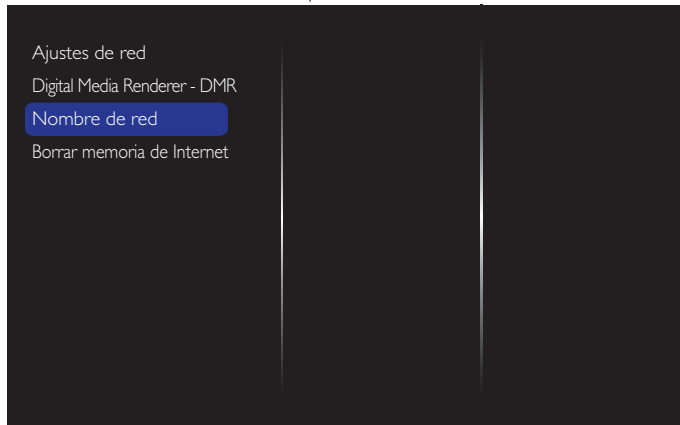 Ajustes de red
Digital Media Renderer - DMR
Nombre de red
Borrar memoria de Internet